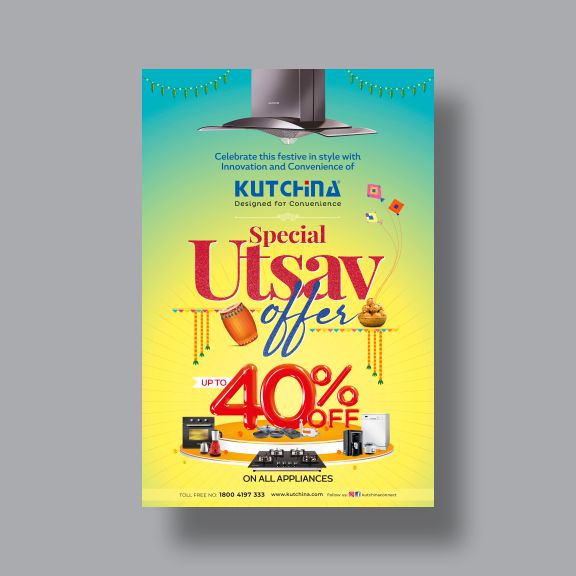 Celebrate this festive in style with
Innovation and Convenience of
KUTCHINA
Designed for Convenience
Special
Utsav
offer
UP TO 40% OFF
ON ALL APPLIANCES
TOLL FREE NO: 1800 4197 333 www.kutchina.com Follow us: kutchinaconnect